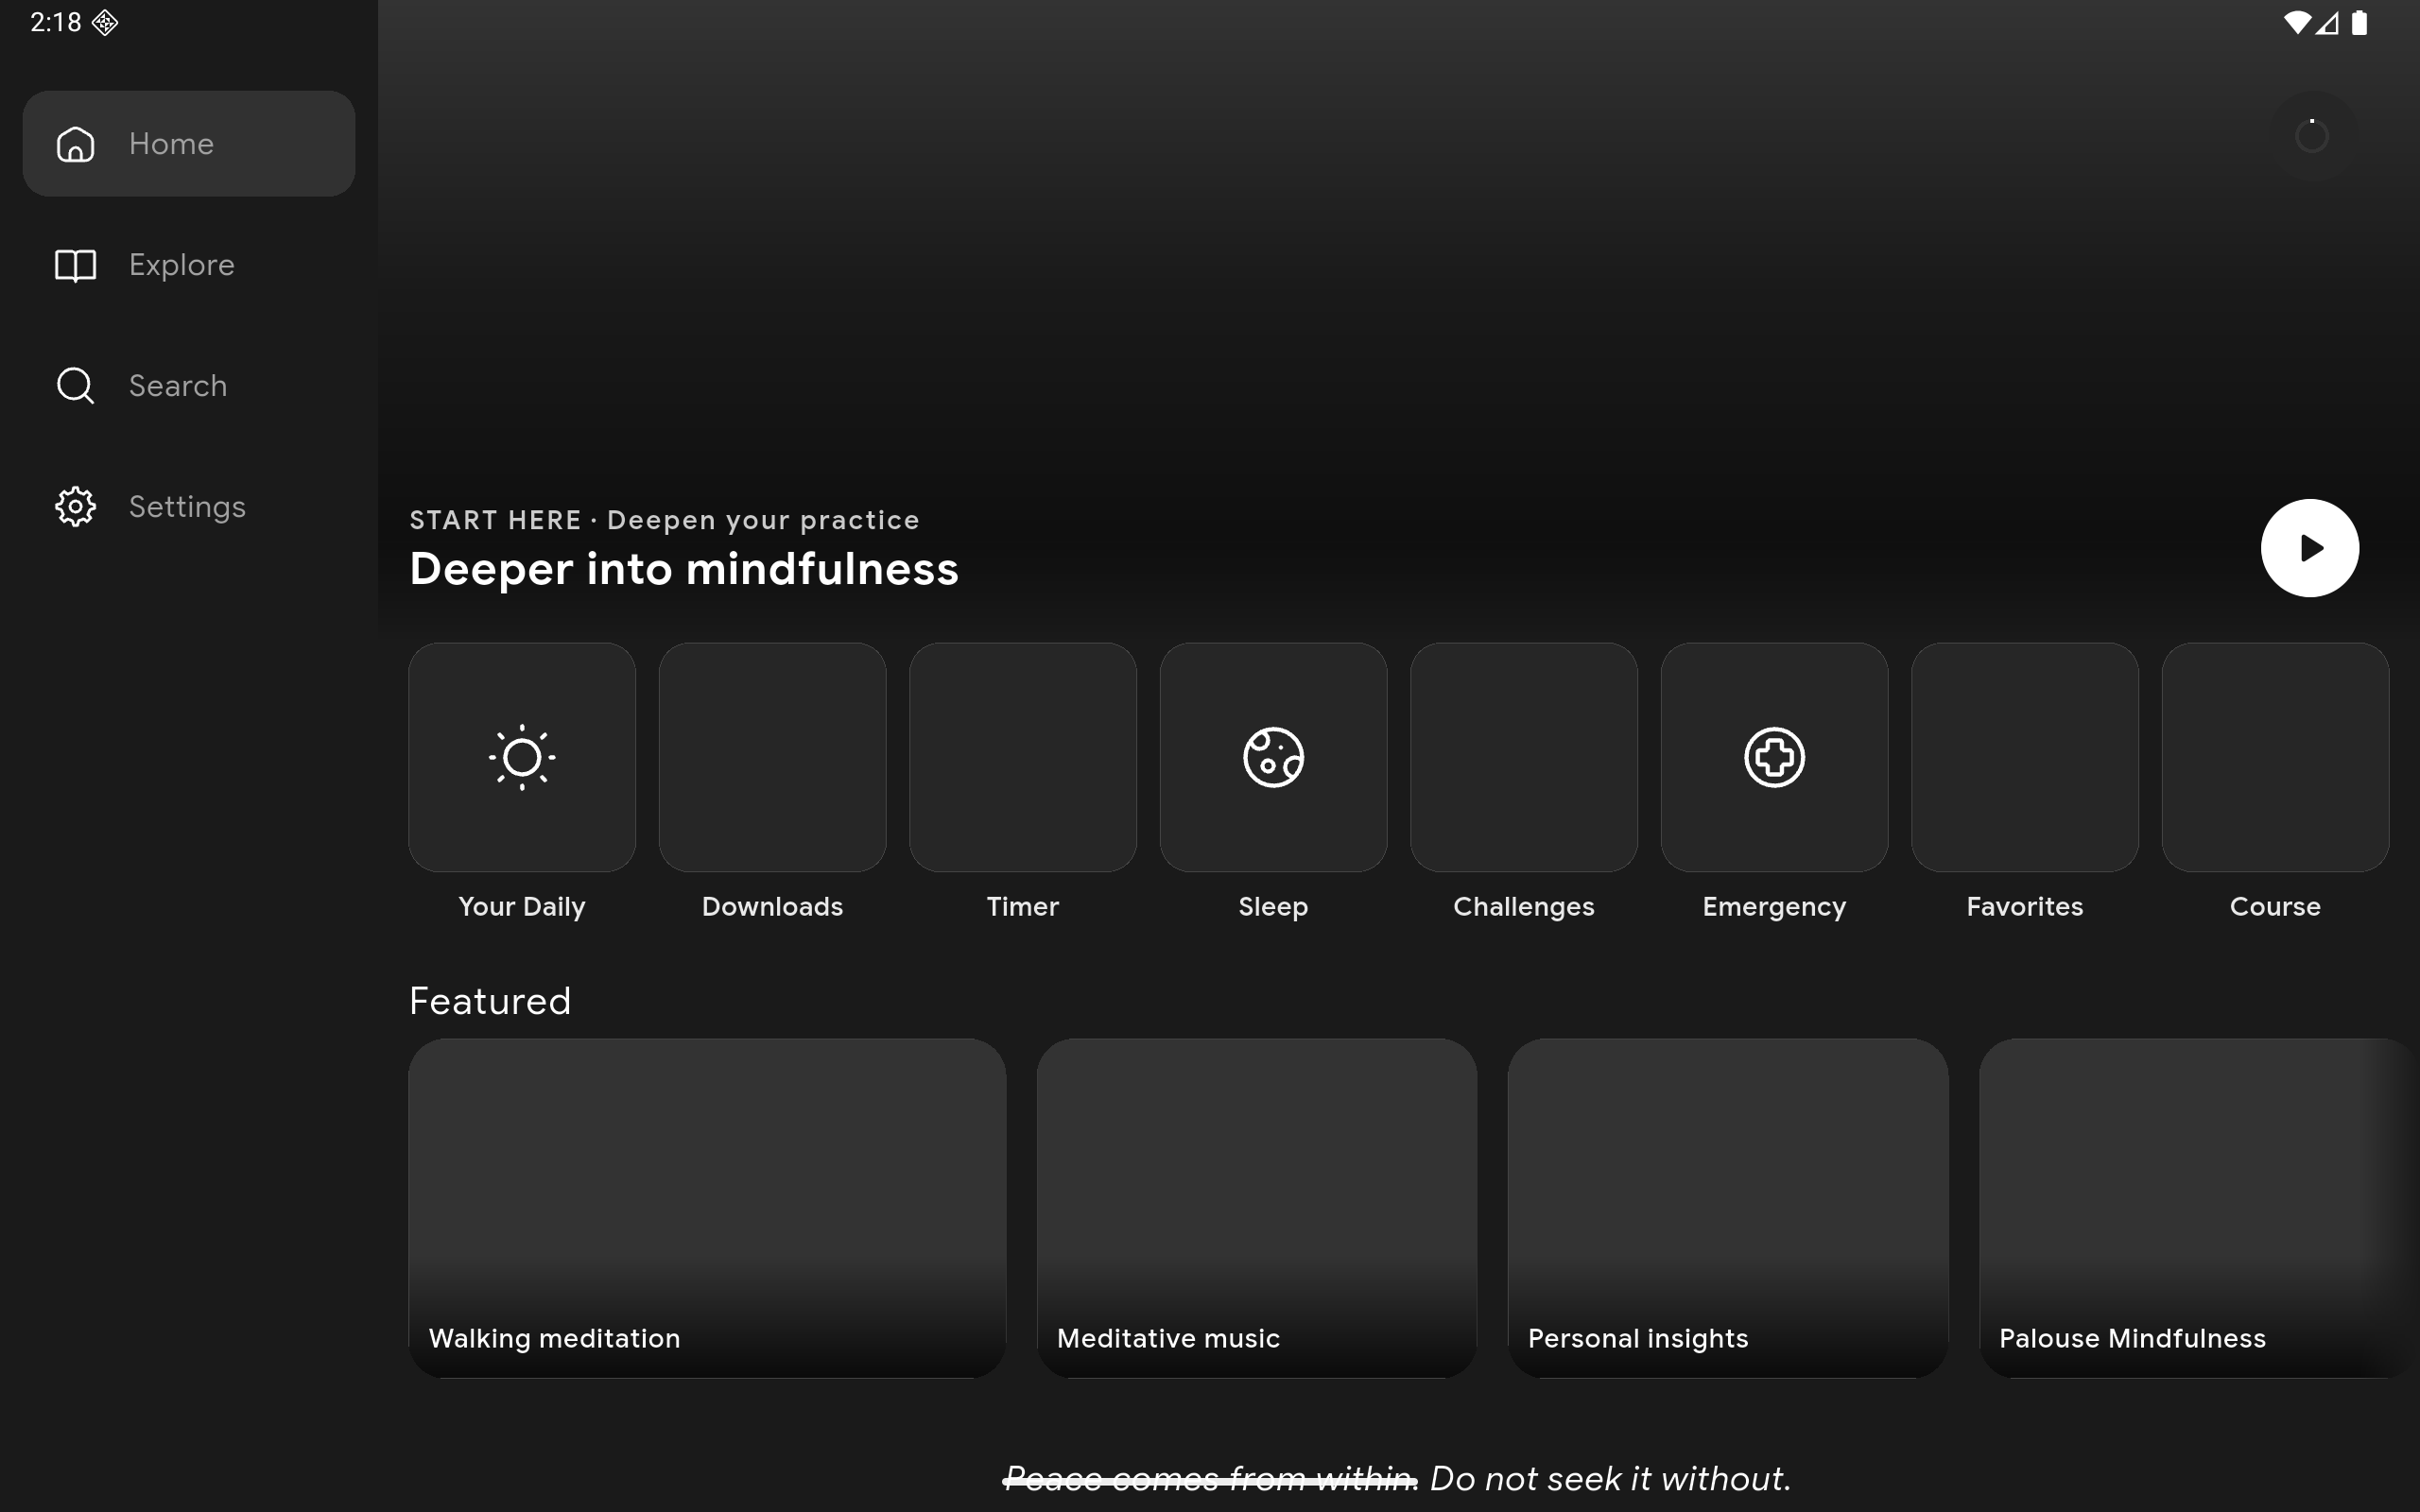 2:18
Home
Explore
Search
Settings
START HERE · Deepen your practice
Deeper into mindfulness
Your Daily
Downloads
Timer
Sleep
Challenges
Emergency
Favorites
Course
Featured
Walking meditation
Meditative music
Personal insights
Palouse Mindfulness
Peace comes from within. Do not seek it without.